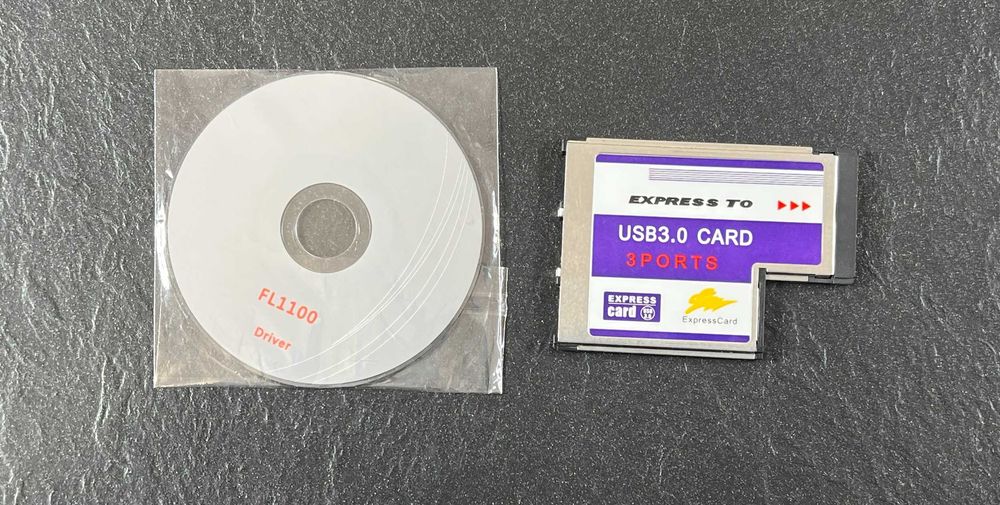 FL1100
Driver
EXPRESS TO
USB3.0 CARD
3PORTS
EXPRESS
card
ExpressCard